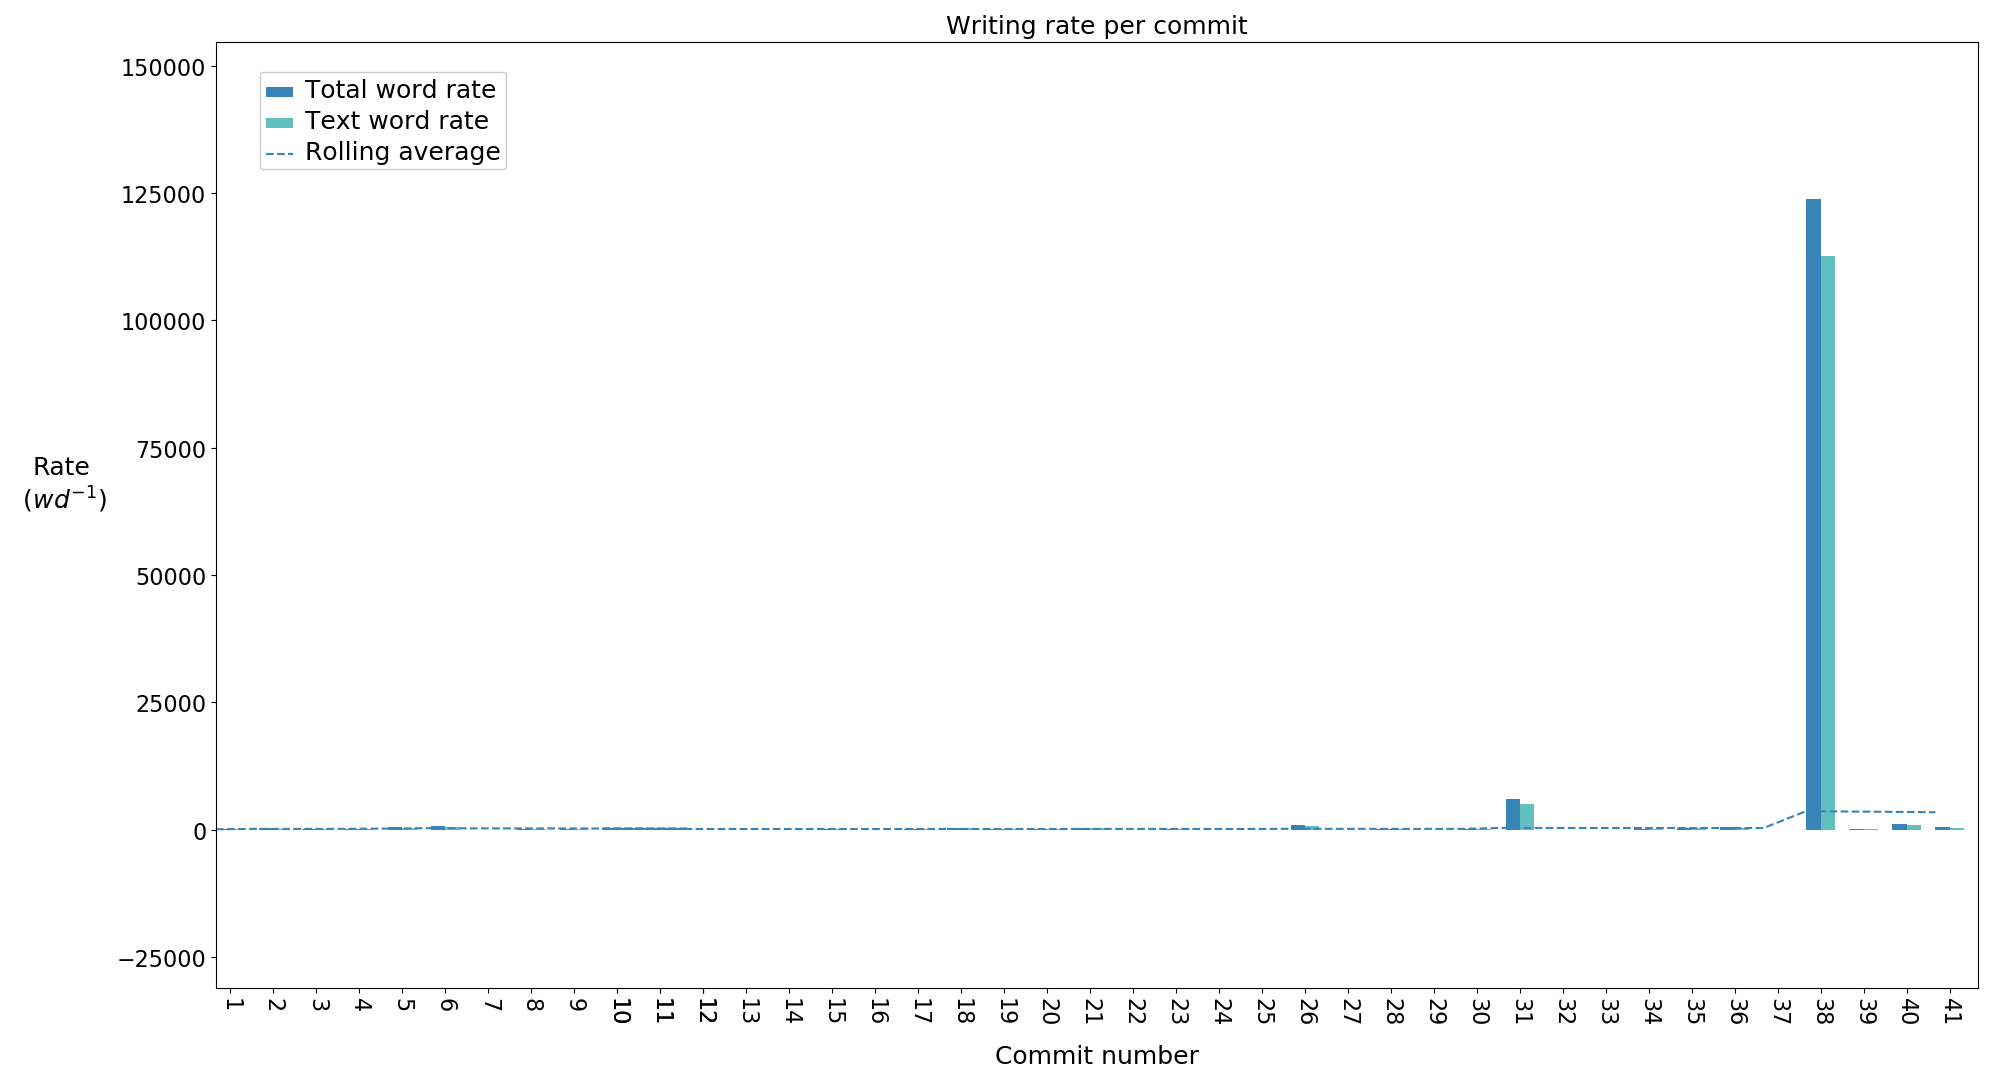 Writing rate per commit
150000
125000
100000
75000
50000
25000
0
−25000
Total word rate
Text word rate
Rolling average
Rate
(wd⁻¹)
1 2 3 4 5 6 7 8 9 10 11 12 13 14 15 16 17 18 19 20 21 22 23 24 25 26 27 28 29 30 31 32 33 34 35 36 37 38 39 40 41
Commit number